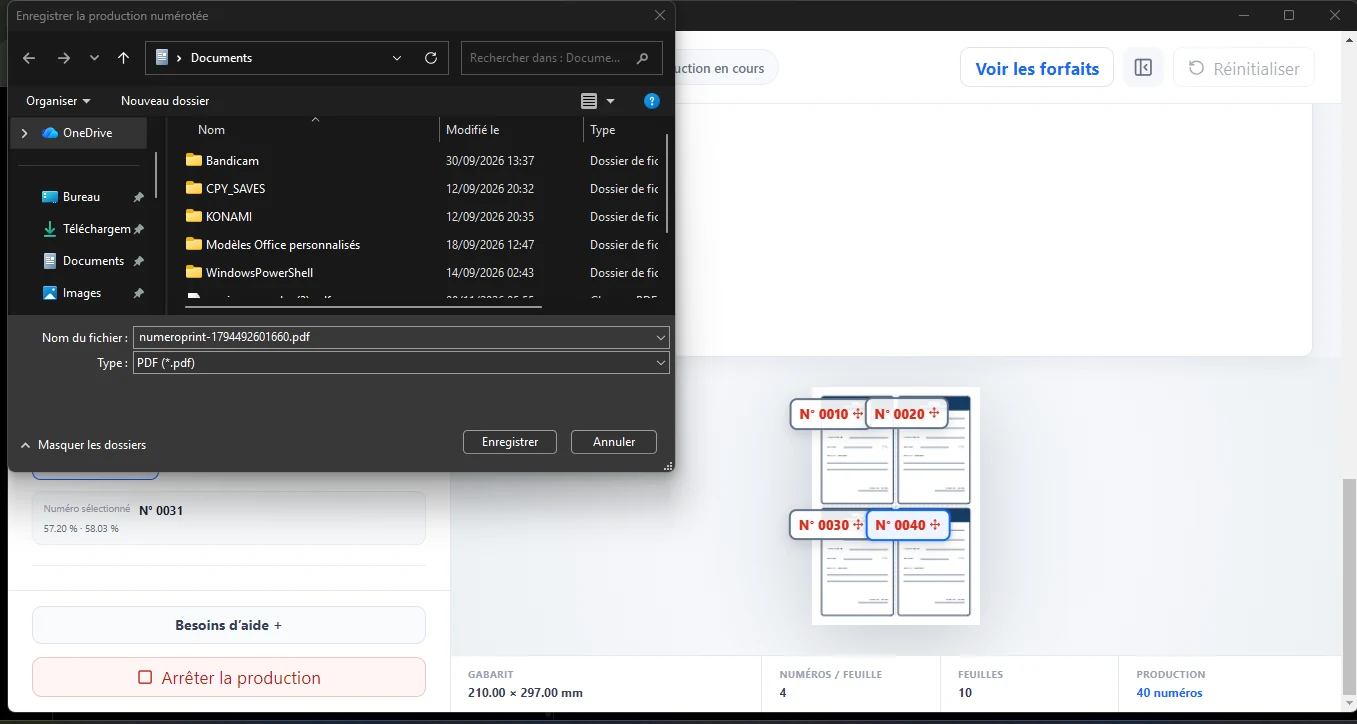 Enregistrer la production numérotée
Documents
Rechercher dans : Docume...
Organiser
Nouveau dossier
OneDrive
Bureau
Téléchargem
Documents
Images
Nom
Modifié le
Type
Bandicam
30/09/2026 13:37
Dossier de fic
CPY_SAVES
12/09/2026 20:32
Dossier de fic
KONAMI
12/09/2026 20:35
Dossier de fic
Modèles Office personnalisés
18/09/2026 12:47
Dossier de fic
WindowsPowerShell
14/09/2026 02:43
Dossier de fic
Nom du fichier : numeroprint-1794492601660.pdf
Type : PDF (*.pdf)
Masquer les dossiers
Enregistrer
Annuler
uction en cours
Voir les forfaits
Réinitialiser
Numéro sélectionné N° 0031
57.20 % · 58.03 %
Besoins d’aide +
Arrêter la production
N° 0010
N° 0020
N° 0030
N° 0040
GABARIT
210.00 × 297.00 mm
NUMÉROS / FEUILLE
4
FEUILLES
10
PRODUCTION
40 numéros